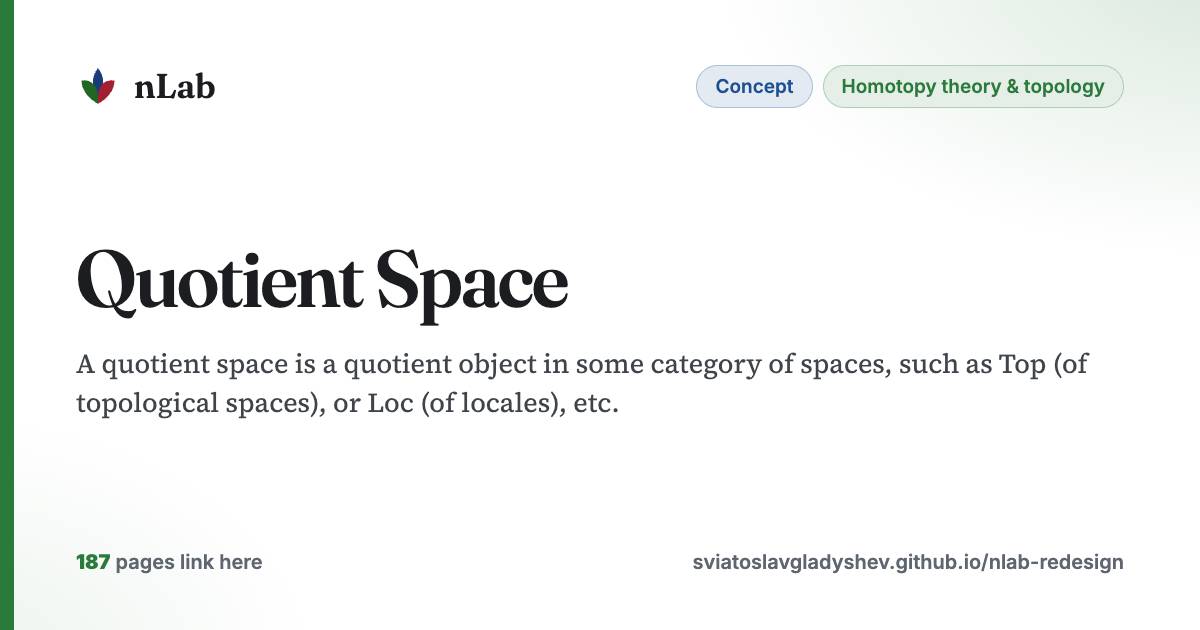 nLab
Concept
Homotopy theory & topology
Quotient Space
A quotient space is a quotient object in some category of spaces, such as Top (of
topological spaces), or Loc (of locales), etc.
187 pages link here
sviatoslavgladyshev.github.io/nlab-redesign